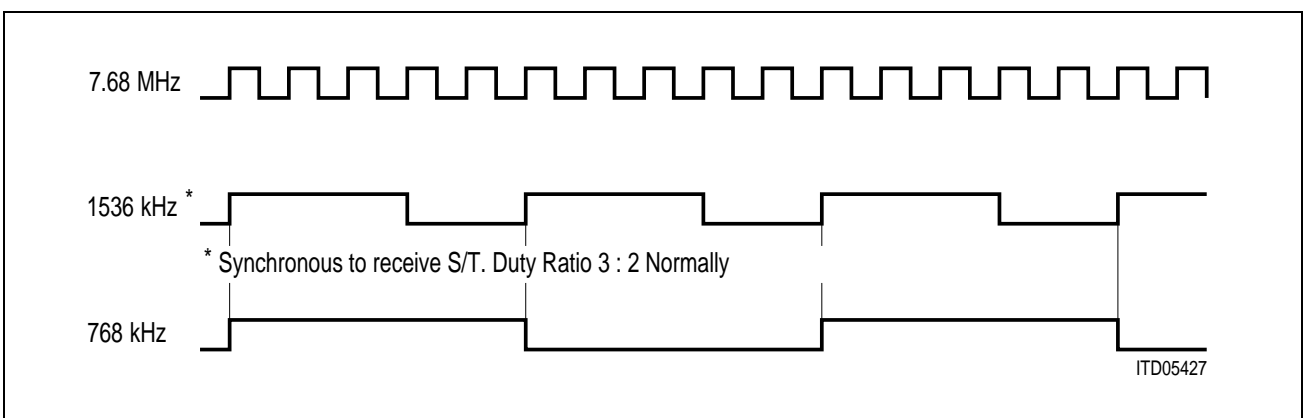 7.68 MHz
1536 kHz *
* Synchronous to receive S/T. Duty Ratio 3 : 2 Normally
768 kHz
ITD05427